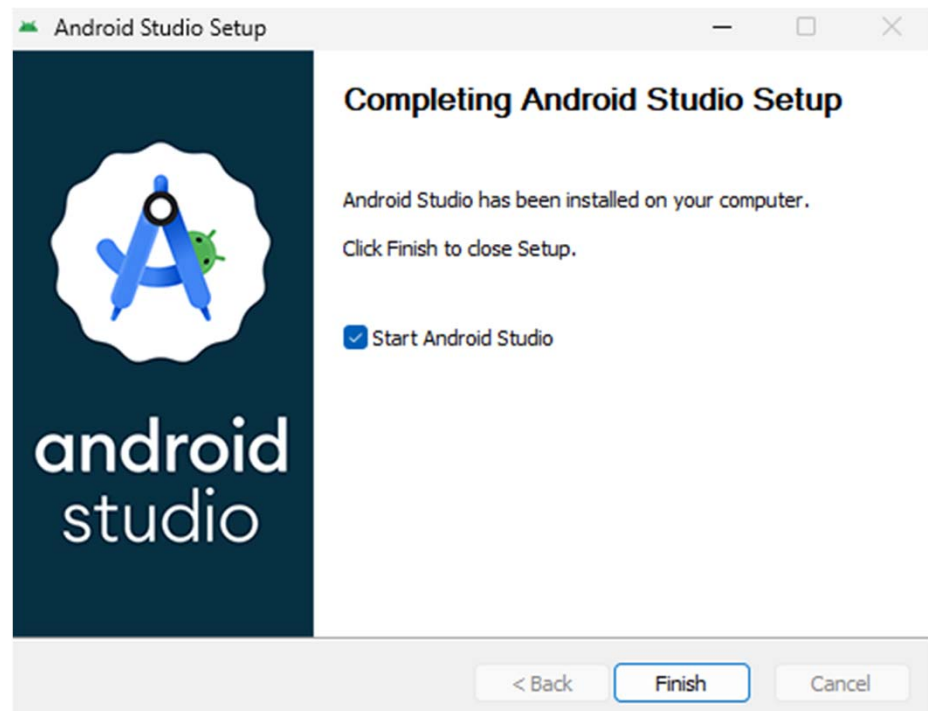 Android Studio Setup
Completing Android Studio Setup
Android Studio has been installed on your computer.
Click Finish to close Setup.
Start Android Studio
android
studio
< Back
Finish
Cancel